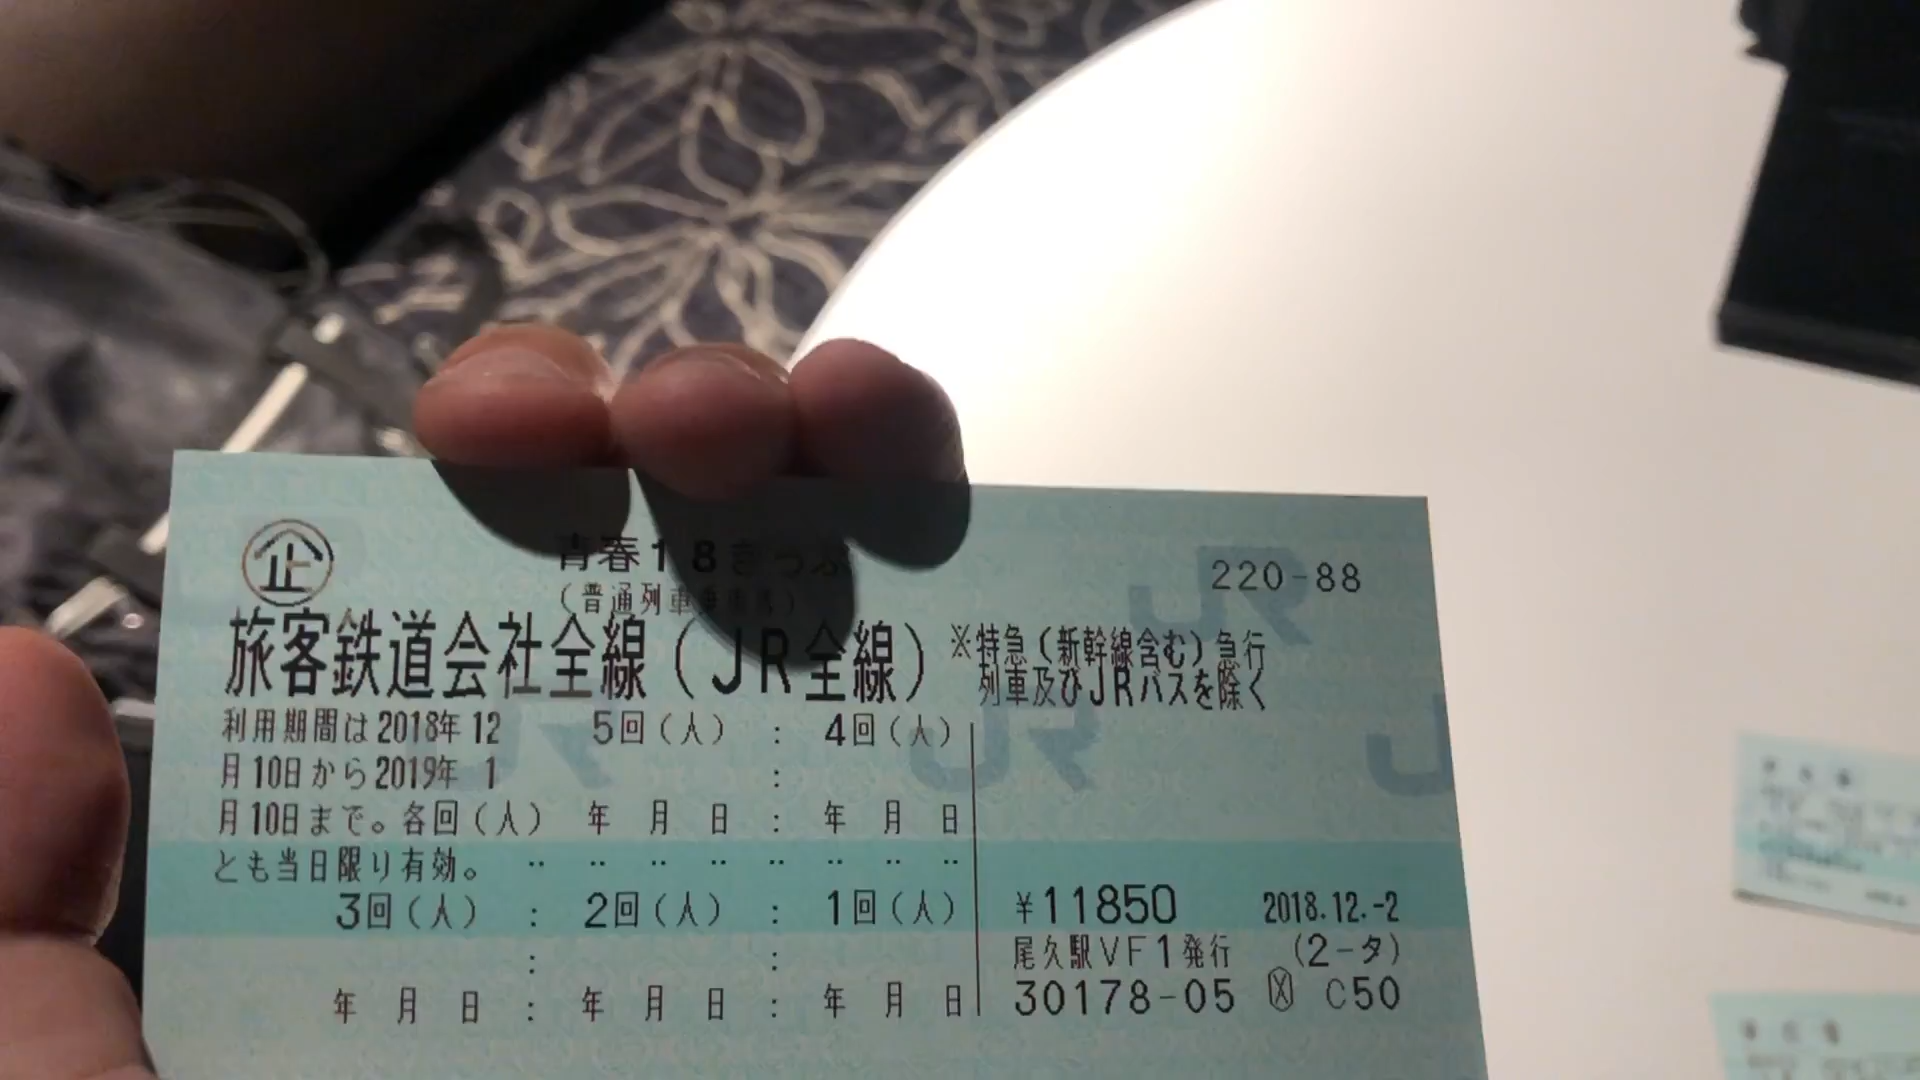 企
青春18きっぷ
220-88
(普通列車
旅客鉄道会社全線(JR全線)
※特急(新幹線含む)急行
列車及びJRバスを除く
利用期間は2018年12
月10日から2019年 1
月10日まで。各回(人)
とも当日限り有効。
5回(人) : 4回(人)
:
年 月 日 : 年 月 日
‥ ‥ ‥ ‥ ‥ ‥ ‥ ‥
3回(人) : 2回(人) : 1回(人)
: :
年 月 日 : 年 月 日 : 年 月 日
¥11850 2018.12.-2
尾久駅VF1発行 (2-タ)
30178-05 C50
JR
JR
JR